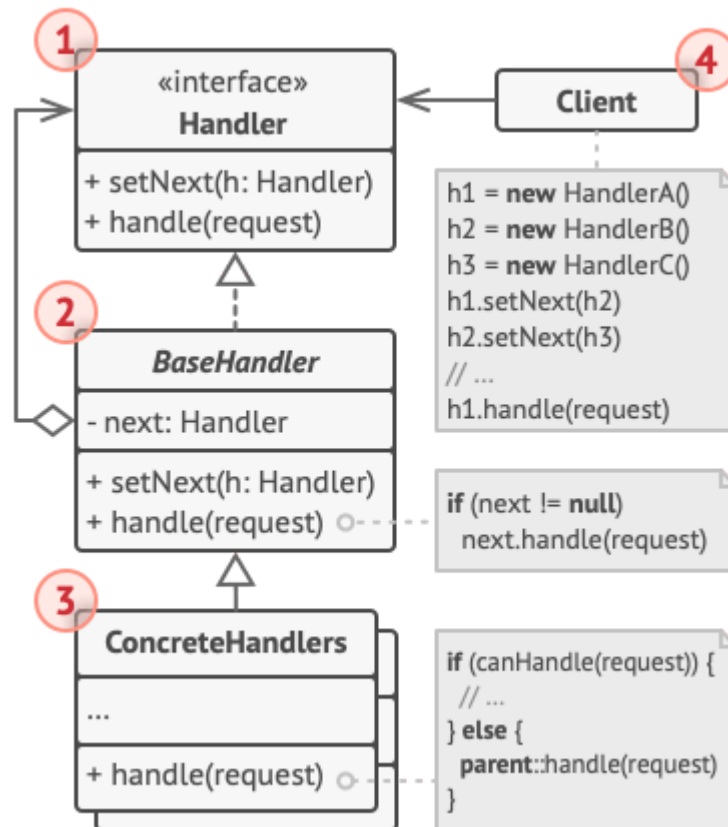 1
«interface»
Handler
+ setNext(h: Handler)
+ handle(request)
4
Client
h1 = new HandlerA()
h2 = new HandlerB()
h3 = new HandlerC()
h1.setNext(h2)
h2.setNext(h3)
// ...
h1.handle(request)
2
BaseHandler
- next: Handler
+ setNext(h: Handler)
+ handle(request)
if (next != null)
next.handle(request)
3
ConcreteHandlers
...
+ handle(request)
if (canHandle(request)) {
// ...
} else {
parent::handle(request)
}